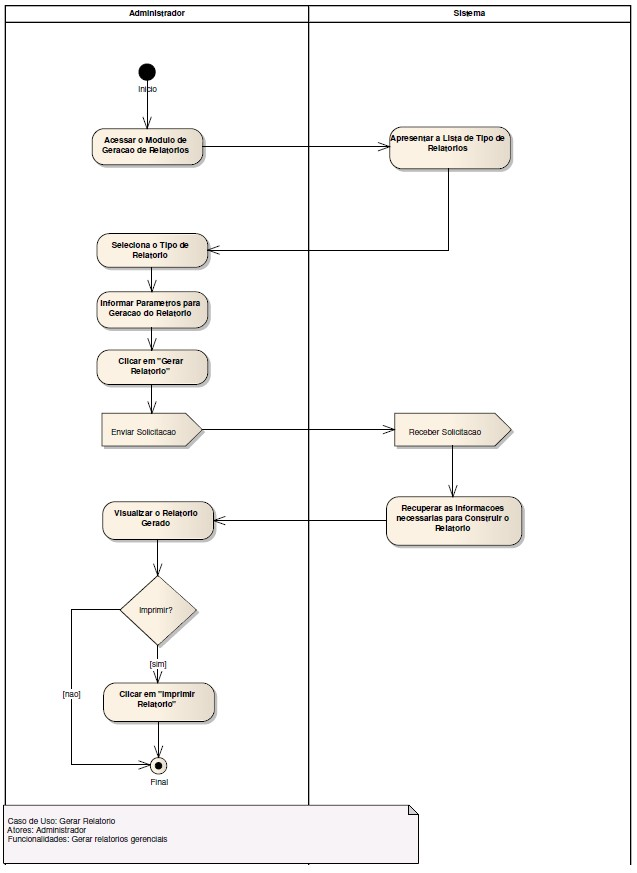 Administrador
Sistema
Inicio
Acessar o Modulo de
Geracao de Relatorios
Apresentar a Lista de Tipo de
Relatorios
Seleciona o Tipo de
Relatorio
Informar Parametros para
Geracao do Relatorio
Clicar em "Gerar
Relatorio"
Enviar Solicitacao
Receber Solicitacao
Visualizar o Relatorio
Gerado
Recuperar as Informacoes
necessarias para Construir o
Relatorio
Imprimir?
[sim]
[nao]
Clicar em "Imprimir
Relatorio"
Final
Caso de Uso: Gerar Relatorio
Atores: Administrador
Funcionalidades: Gerar relatorios gerenciais